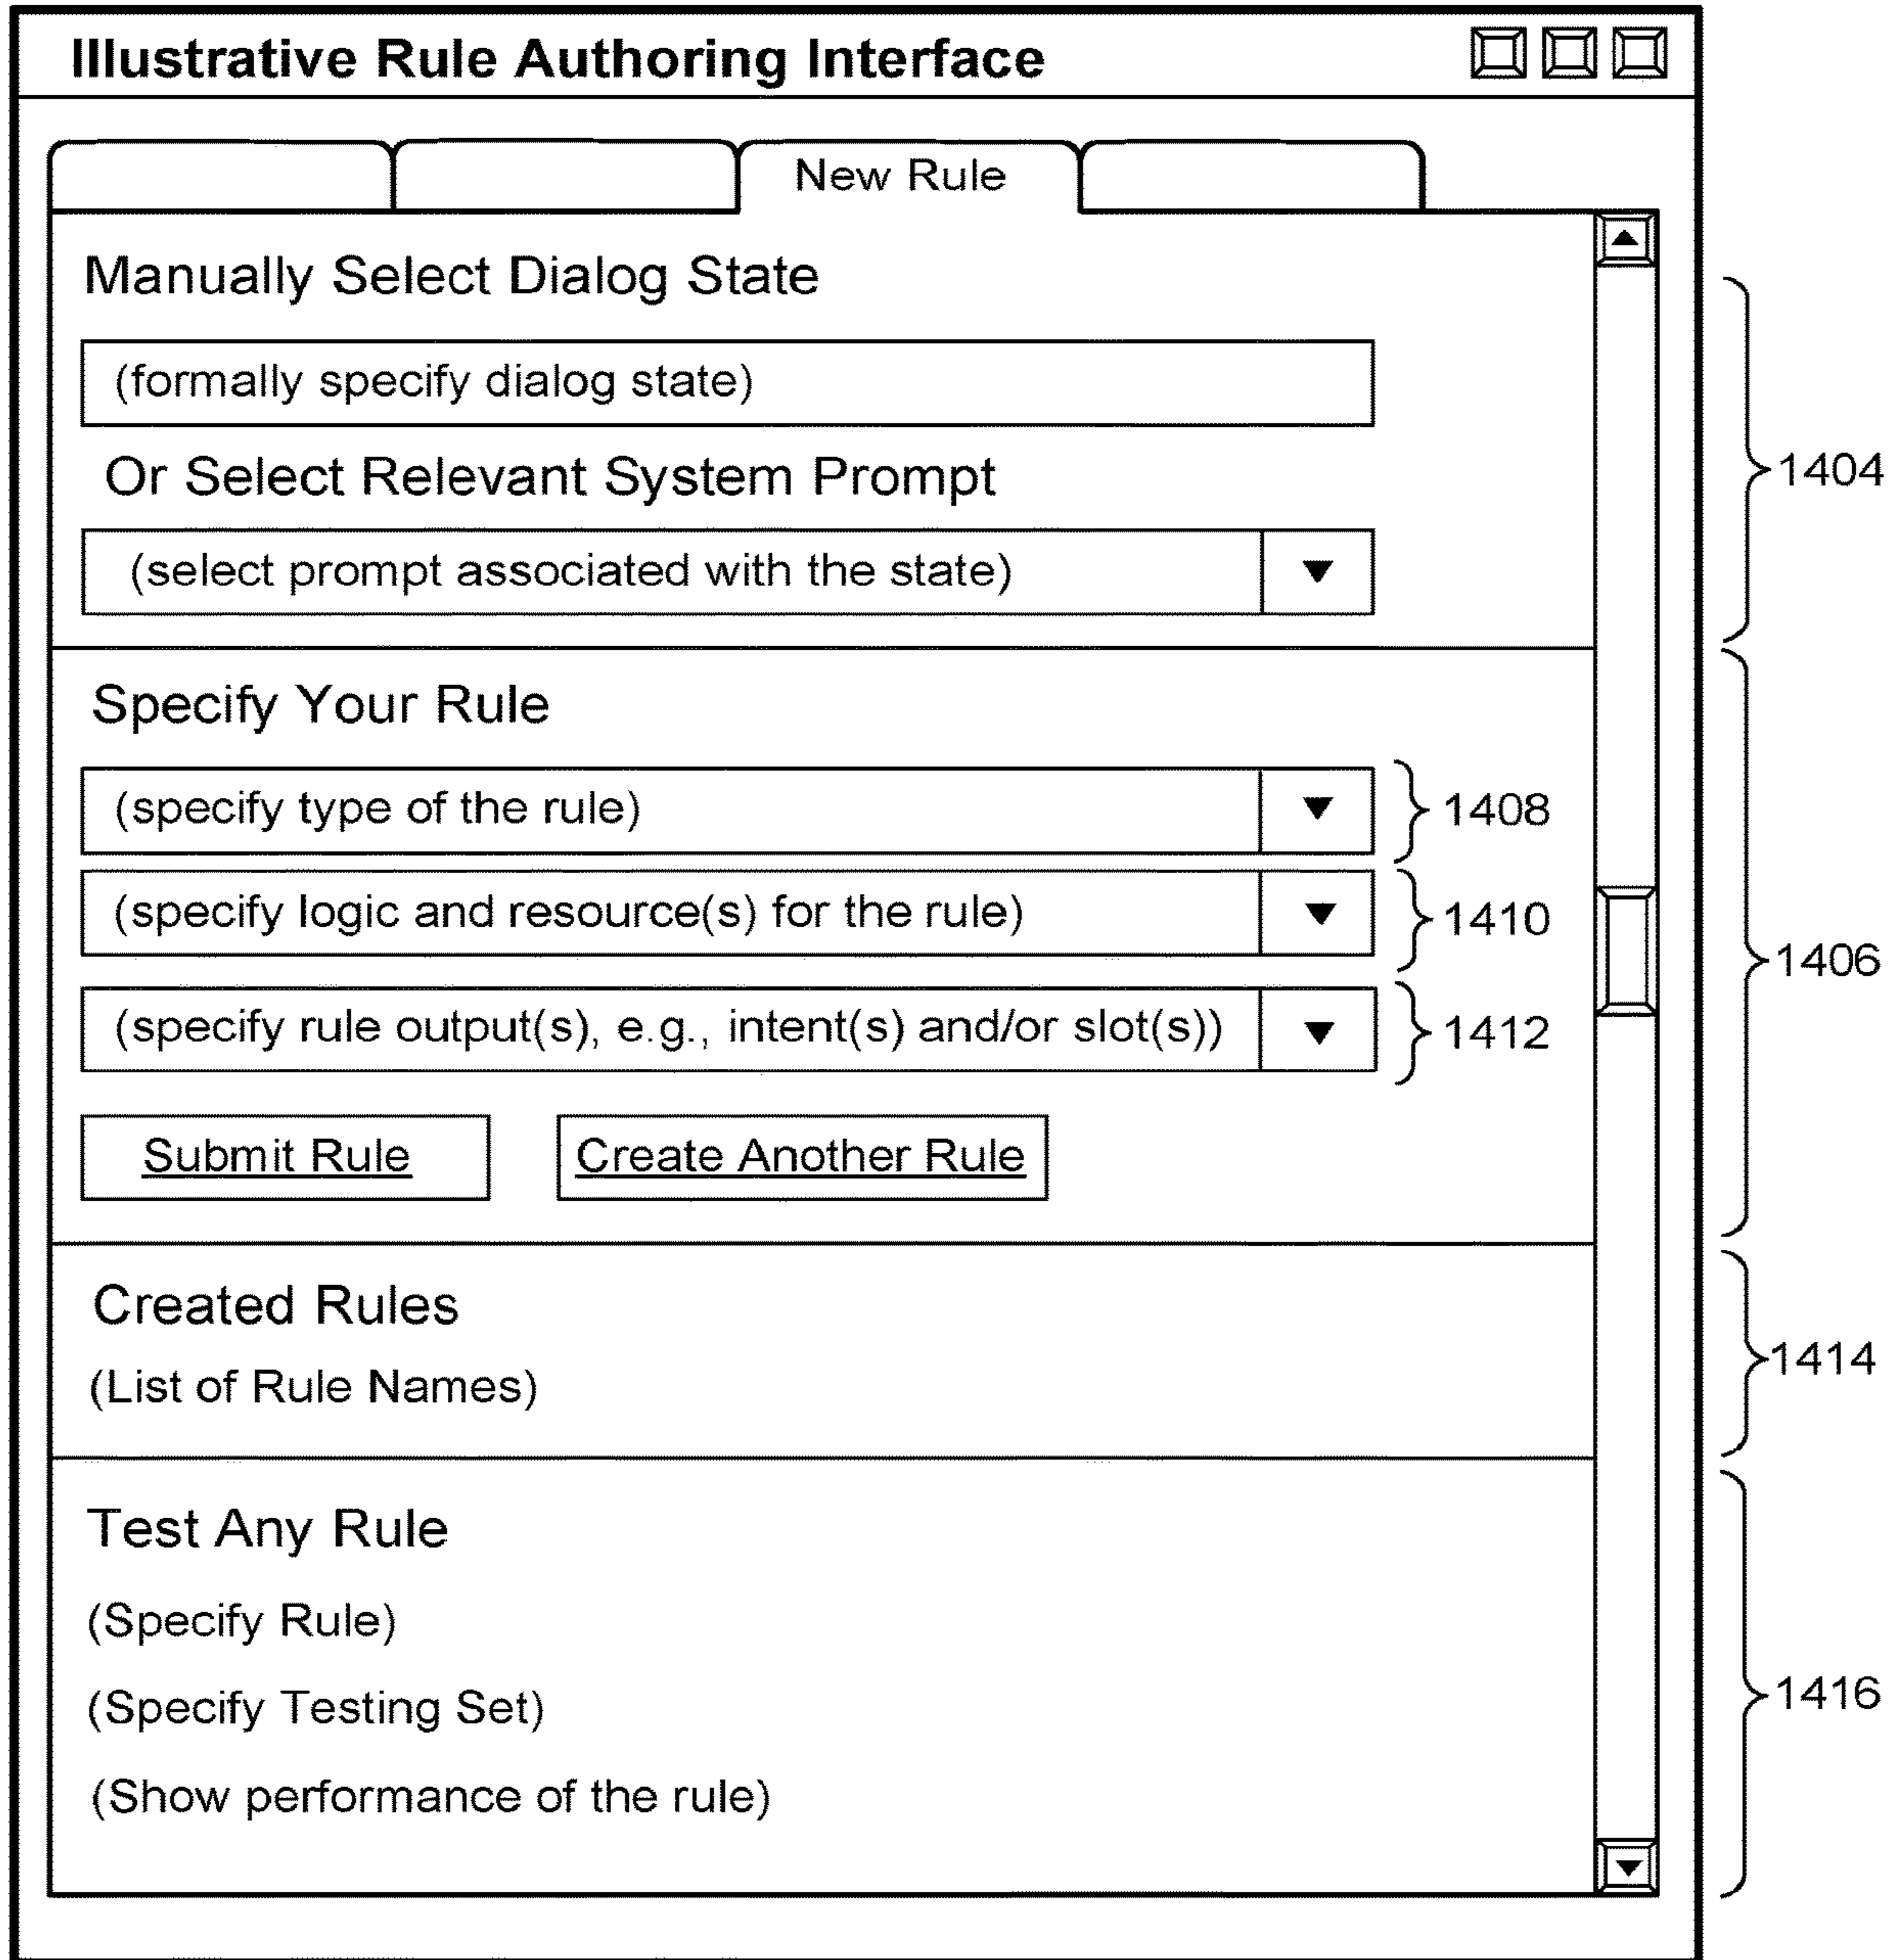 Illustrative Rule Authoring Interface
New Rule
Manually Select Dialog State
(formally specify dialog state)
Or Select Relevant System Prompt
(select prompt associated with the state)
1404
Specify Your Rule
(specify type of the rule)
1408
(specify logic and resource(s) for the rule)
1410
(specify rule output(s), e.g., intent(s) and/or slot(s))
1412
Submit Rule
Create Another Rule
1406
Created Rules
(List of Rule Names)
1414
Test Any Rule
(Specify Rule)
(Specify Testing Set)
(Show performance of the rule)
1416